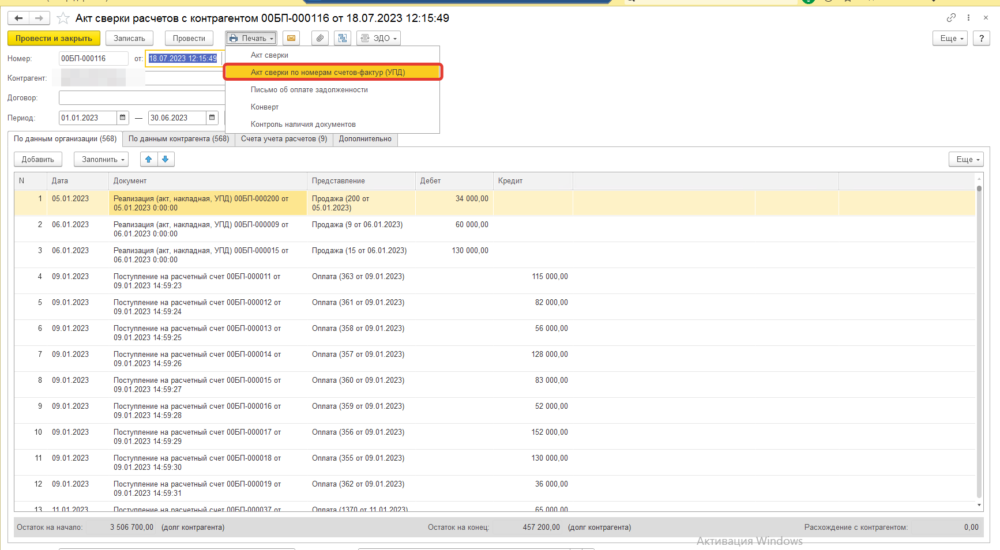 Акт сверки расчетов с контрагентом 00БП-000116 от 18.07.2023 12:15:49
Провести и закрыть Записать Провести Печать ЭДО Еще ?
Номер: 00БП-000116 от: 18.07.2023 12:15:49
Контрагент:
Договор:
Период: 01.01.2023 — 30.06.2023
Акт сверки
Акт сверки по номерам счетов-фактур (УПД)
Письмо об оплате задолженности
Конверт
Контроль наличия документов
По данным организации (568) По данным контрагента (568) Счета учета расчетов (9) Дополнительно
Добавить Заполнить Еще
N Дата Документ Представление Дебет Кредит
1 05.01.2023 Реализация (акт, накладная, УПД) 00БП-000200 от Продажа (200 от 34 000,00
05.01.2023 0:00:00 05.01.2023)
2 06.01.2023 Реализация (акт, накладная, УПД) 00БП-000009 от Продажа (9 от 06.01.2023) 60 000,00
06.01.2023 0:00:00
3 06.01.2023 Реализация (акт, накладная, УПД) 00БП-000015 от Продажа (15 от 06.01.2023) 130 000,00
06.01.2023 0:00:00
4 09.01.2023 Поступление на расчетный счет 00БП-000011 от Оплата (363 от 09.01.2023) 115 000,00
09.01.2023 14:59:23
5 09.01.2023 Поступление на расчетный счет 00БП-000012 от Оплата (361 от 09.01.2023) 82 000,00
09.01.2023 14:59:24
6 09.01.2023 Поступление на расчетный счет 00БП-000013 от Оплата (358 от 09.01.2023) 56 000,00
09.01.2023 14:59:25
7 09.01.2023 Поступление на расчетный счет 00БП-000014 от Оплата (357 от 09.01.2023) 128 000,00
09.01.2023 14:59:26
8 09.01.2023 Поступление на расчетный счет 00БП-000015 от Оплата (360 от 09.01.2023) 83 000,00
09.01.2023 14:59:27
9 09.01.2023 Поступление на расчетный счет 00БП-000016 от Оплата (359 от 09.01.2023) 52 000,00
09.01.2023 14:59:28
10 09.01.2023 Поступление на расчетный счет 00БП-000017 от Оплата (356 от 09.01.2023) 152 000,00
09.01.2023 14:59:29
11 09.01.2023 Поступление на расчетный счет 00БП-000018 от Оплата (355 от 09.01.2023) 130 000,00
09.01.2023 14:59:30
12 09.01.2023 Поступление на расчетный счет 00БП-000019 от Оплата (362 от 09.01.2023) 36 000,00
09.01.2023 14:59:31
13 11.01.2023 Поступление на расчетный счет 00БП-000037 от Оплата (1370 от 11.01.2023) 65 000,00
Остаток на начало: 3 506 700,00 (долг контрагента) Остаток на конец: 457 200,00 (долг контрагента) Расхождение с контрагентом: 0,00
Активация Windows